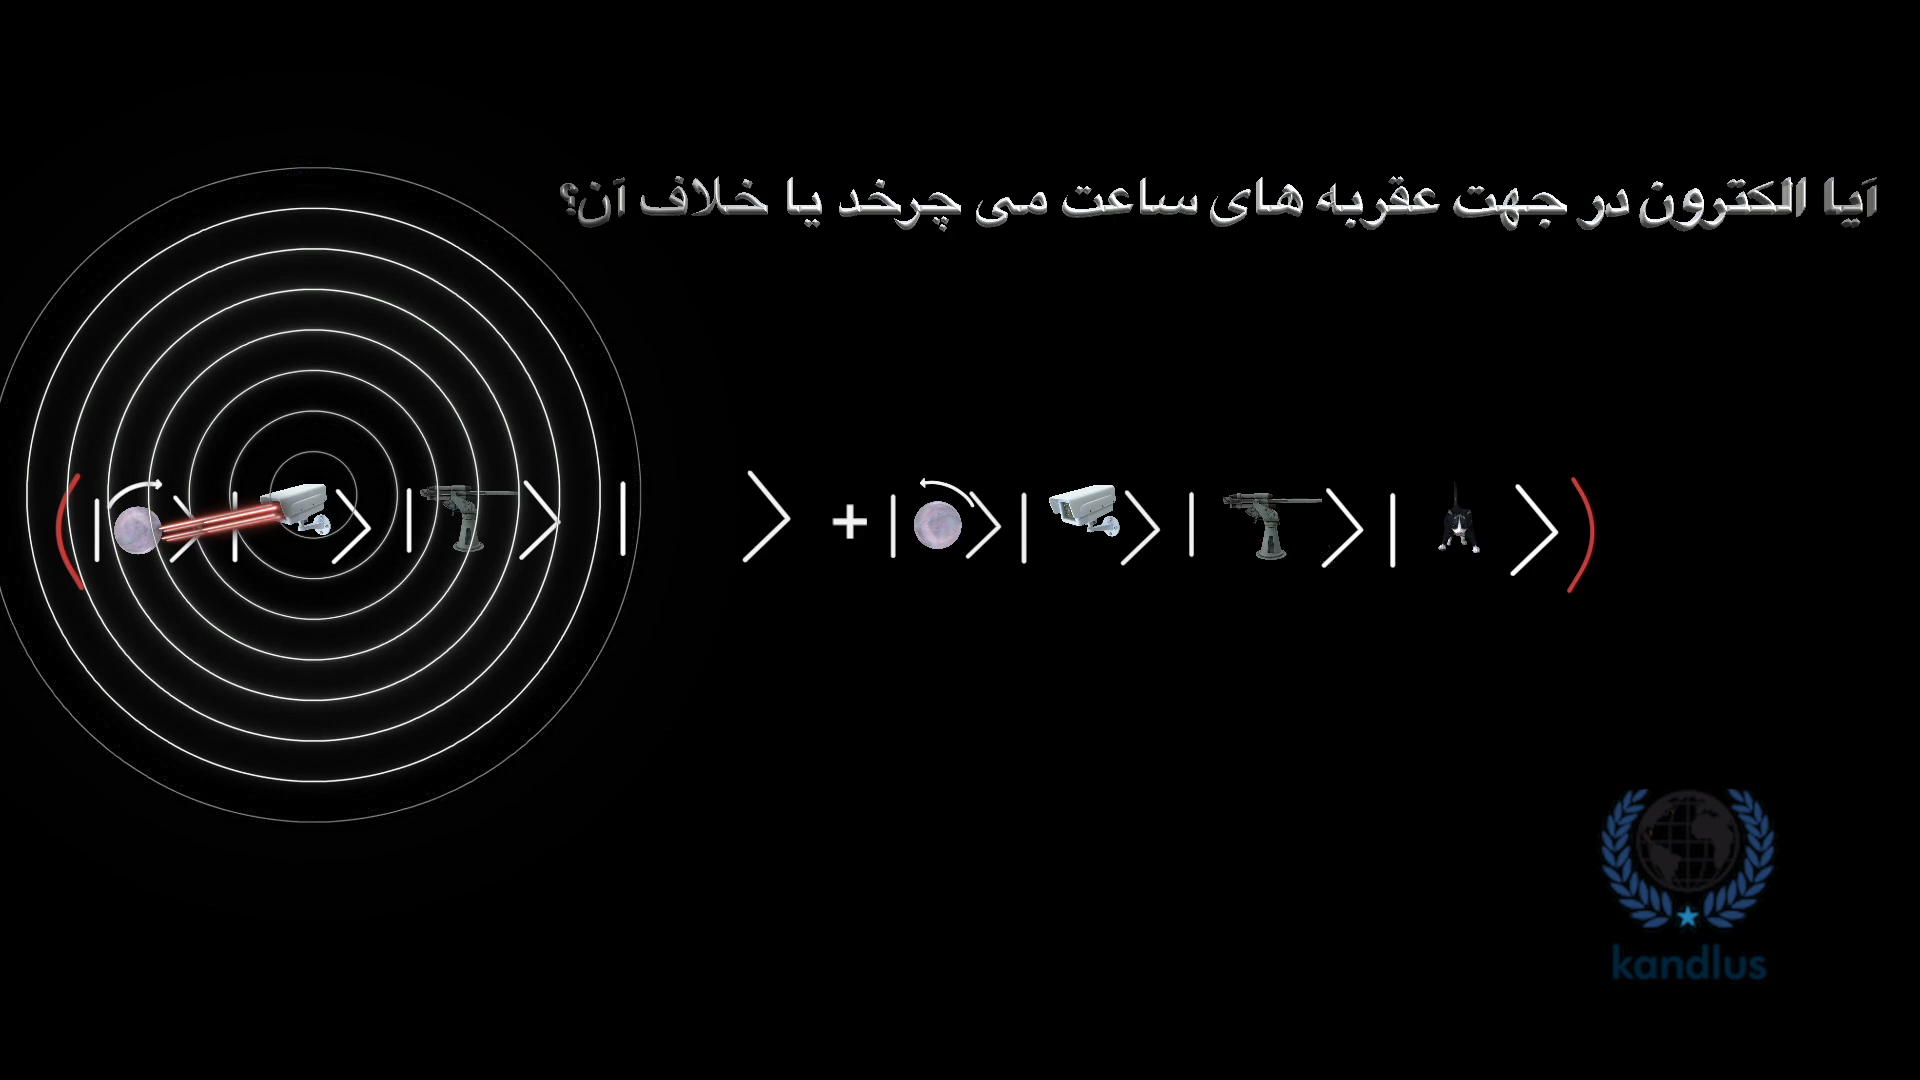 آیا الکترون در جهت عقربه های ساعت می چرخد یا خلاف آن؟
+
kandlus